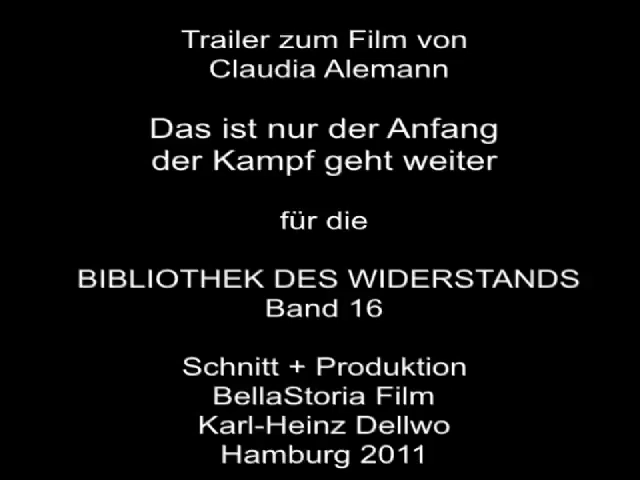 Trailer zum Film von
Claudia Alemann
Das ist nur der Anfang
der Kampf geht weiter
für die
BIBLIOTHEK DES WIDERSTANDS
Band 16
Schnitt + Produktion
BellaStoria Film
Karl-Heinz Dellwo
Hamburg 2011